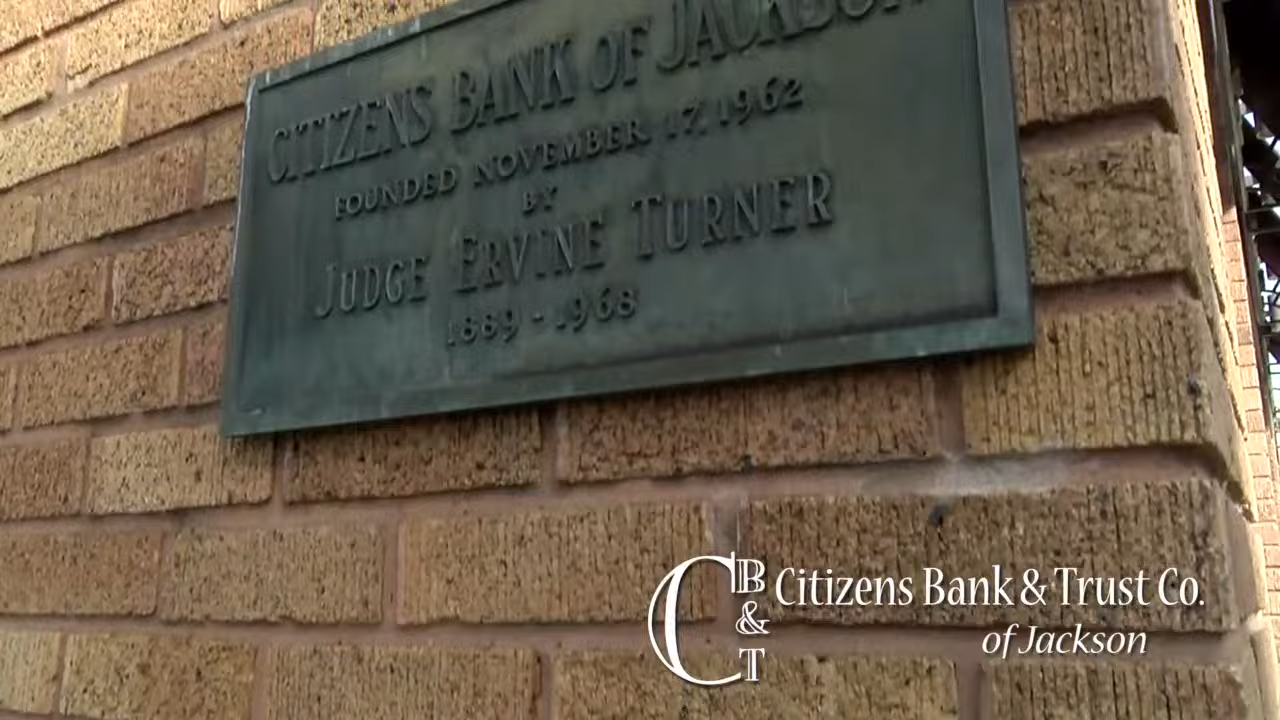 CITIZENS BANK OF JACKSON
FOUNDED NOVEMBER 17, 1962
BY
JUDGE ERVINE TURNER
1889 - 1968
CB&T
Citizens Bank & Trust Co.
of Jackson